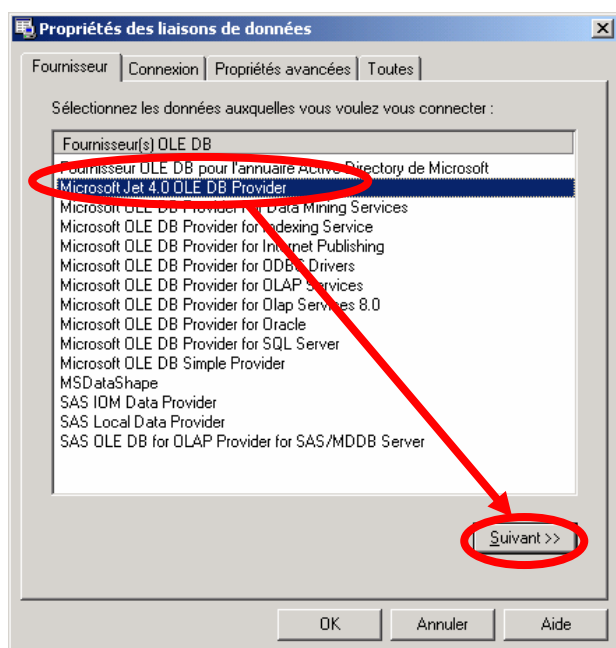 Propriétés des liaisons de données
Fournisseur Connexion Propriétés avancées Toutes
Sélectionnez les données auxquelles vous voulez vous connecter :
Fournisseur(s) OLE DB
Fournisseur OLE DB pour l'annuaire Active Directory de Microsoft
Microsoft Jet 4.0 OLE DB Provider
Microsoft OLE DB Provider For Data Mining Services
Microsoft OLE DB Provider for Indexing Service
Microsoft OLE DB Provider for Internet Publishing
Microsoft OLE DB Provider for ODBC Drivers
Microsoft OLE DB Provider for OLAP Services
Microsoft OLE DB Provider for Olap Services 8.0
Microsoft OLE DB Provider for Oracle
Microsoft OLE DB Provider for SQL Server
Microsoft OLE DB Simple Provider
MSDataShape
SAS IOM Data Provider
SAS Local Data Provider
SAS OLE DB for OLAP Provider for SAS/MDDB Server
Suivant >>
OK Annuler Aide